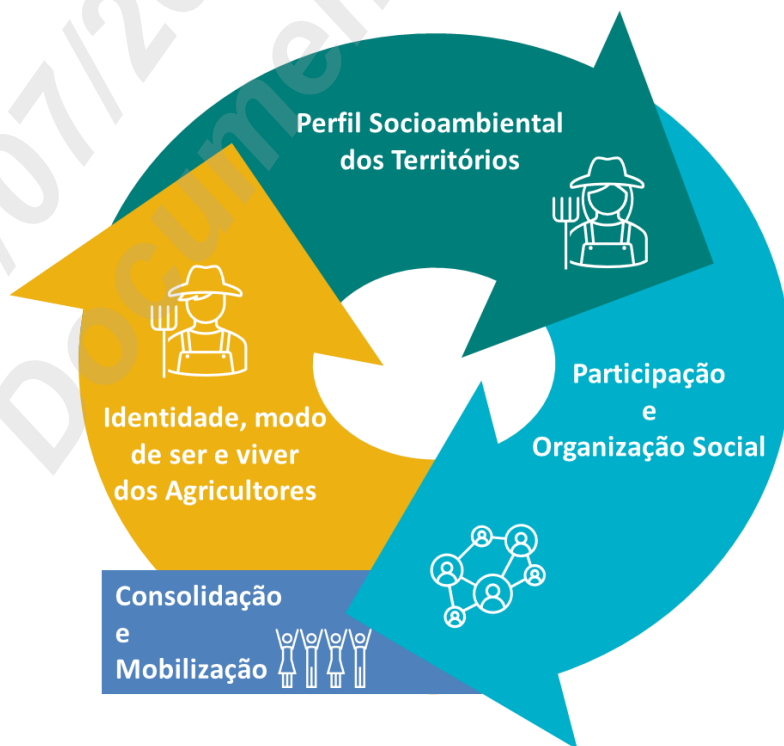 Perfil Socioambiental
dos Territórios
Participação
e
Organização Social
Identidade, modo
de ser e viver
dos Agricultores
Consolidação
e
Mobilização